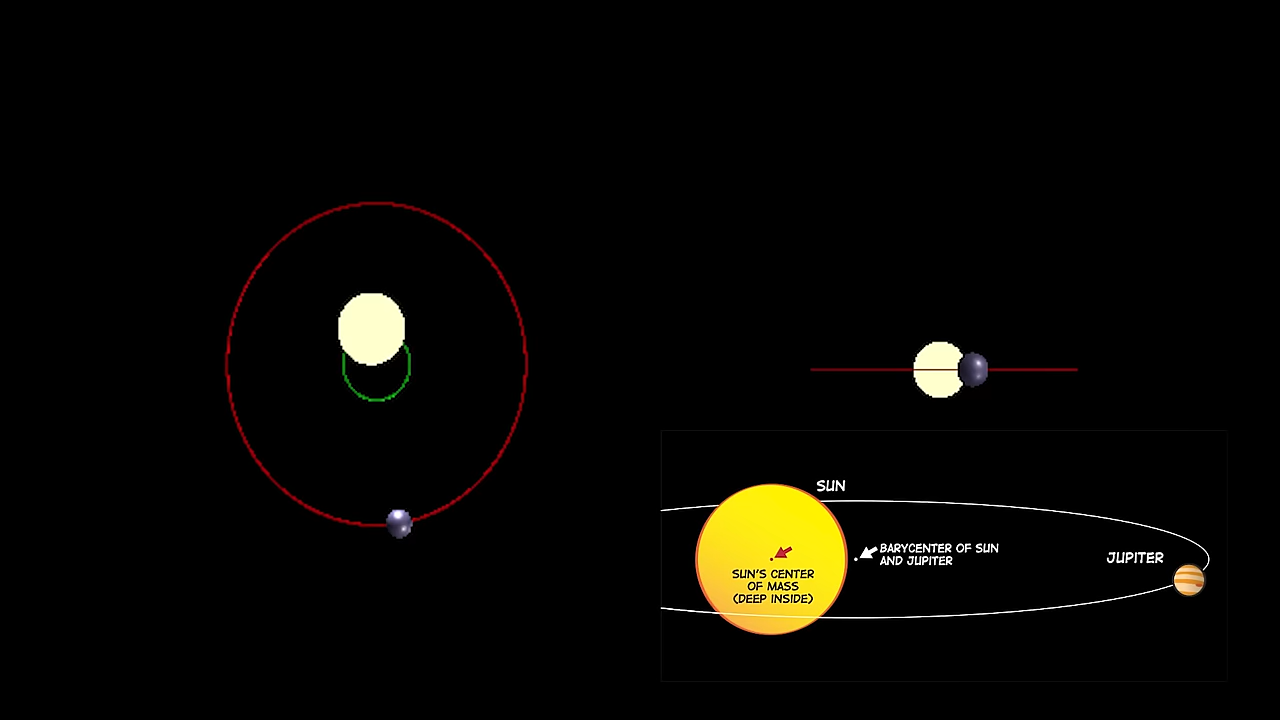 SUN
BARYCENTER OF SUN
AND JUPITER
JUPITER
SUN'S CENTER
OF MASS
(DEEP INSIDE)